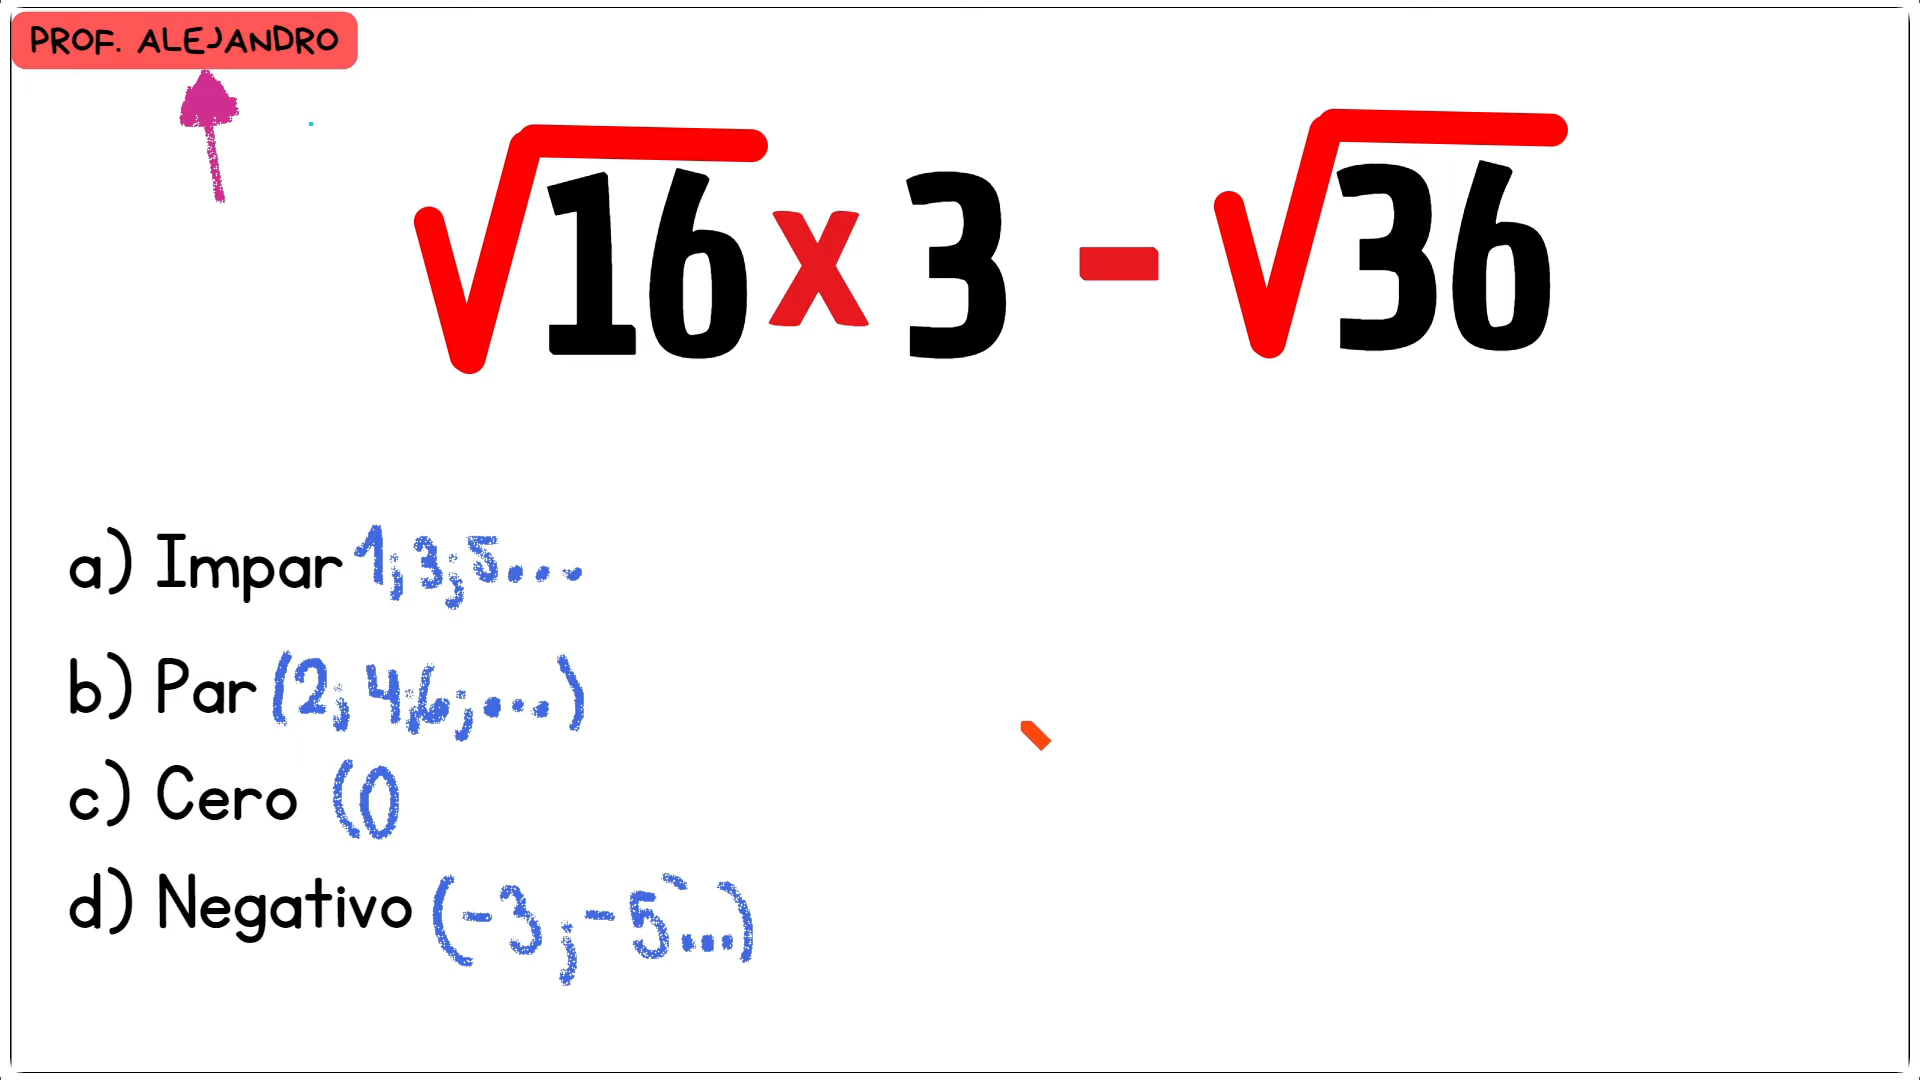 PROF. ALEJANDRO
√16 x 3 - √36
a) Impar 1; 3; 5...
b) Par (2; 4; 6; ...)
c) Cero (0
d) Negativo (-3; -5...)